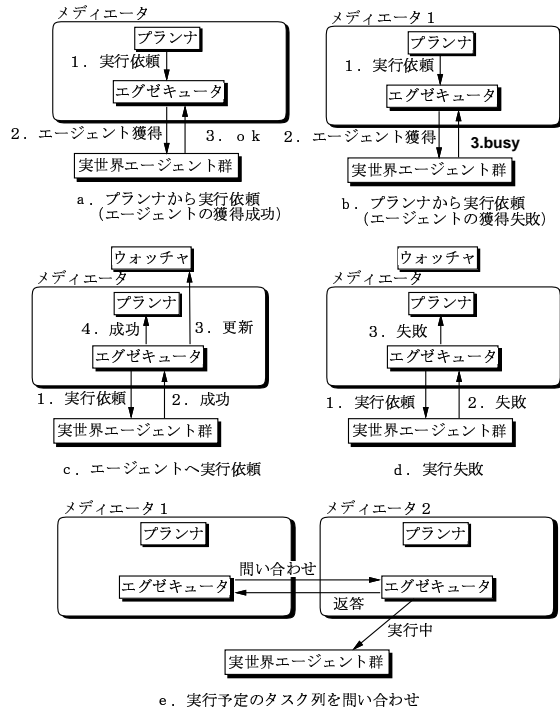 メディエータ
プランナ
1．実行依頼
エグゼキュータ
2．エージェント獲得
3．ｏｋ
実世界エージェント群
ａ．プランナから実行依頼
（エージェントの獲得成功）
メディエータ１
プランナ
1．実行依頼
エグゼキュータ
2．エージェント獲得
3.busy
実世界エージェント群
ｂ．プランナから実行依頼
（エージェントの獲得失敗）
ウォッチャ
メディエータ
プランナ
4．成功
3．更新
エグゼキュータ
1．実行依頼
2．成功
実世界エージェント群
ｃ．エージェントへ実行依頼
ウォッチャ
メディエータ
プランナ
3．失敗
エグゼキュータ
1．実行依頼
2．失敗
実世界エージェント群
ｄ．実行失敗
メディエータ１
プランナ
エグゼキュータ
問い合わせ
返答
メディエータ２
プランナ
エグゼキュータ
実行中
実世界エージェント群
ｅ．実行予定のタスク列を問い合わせ